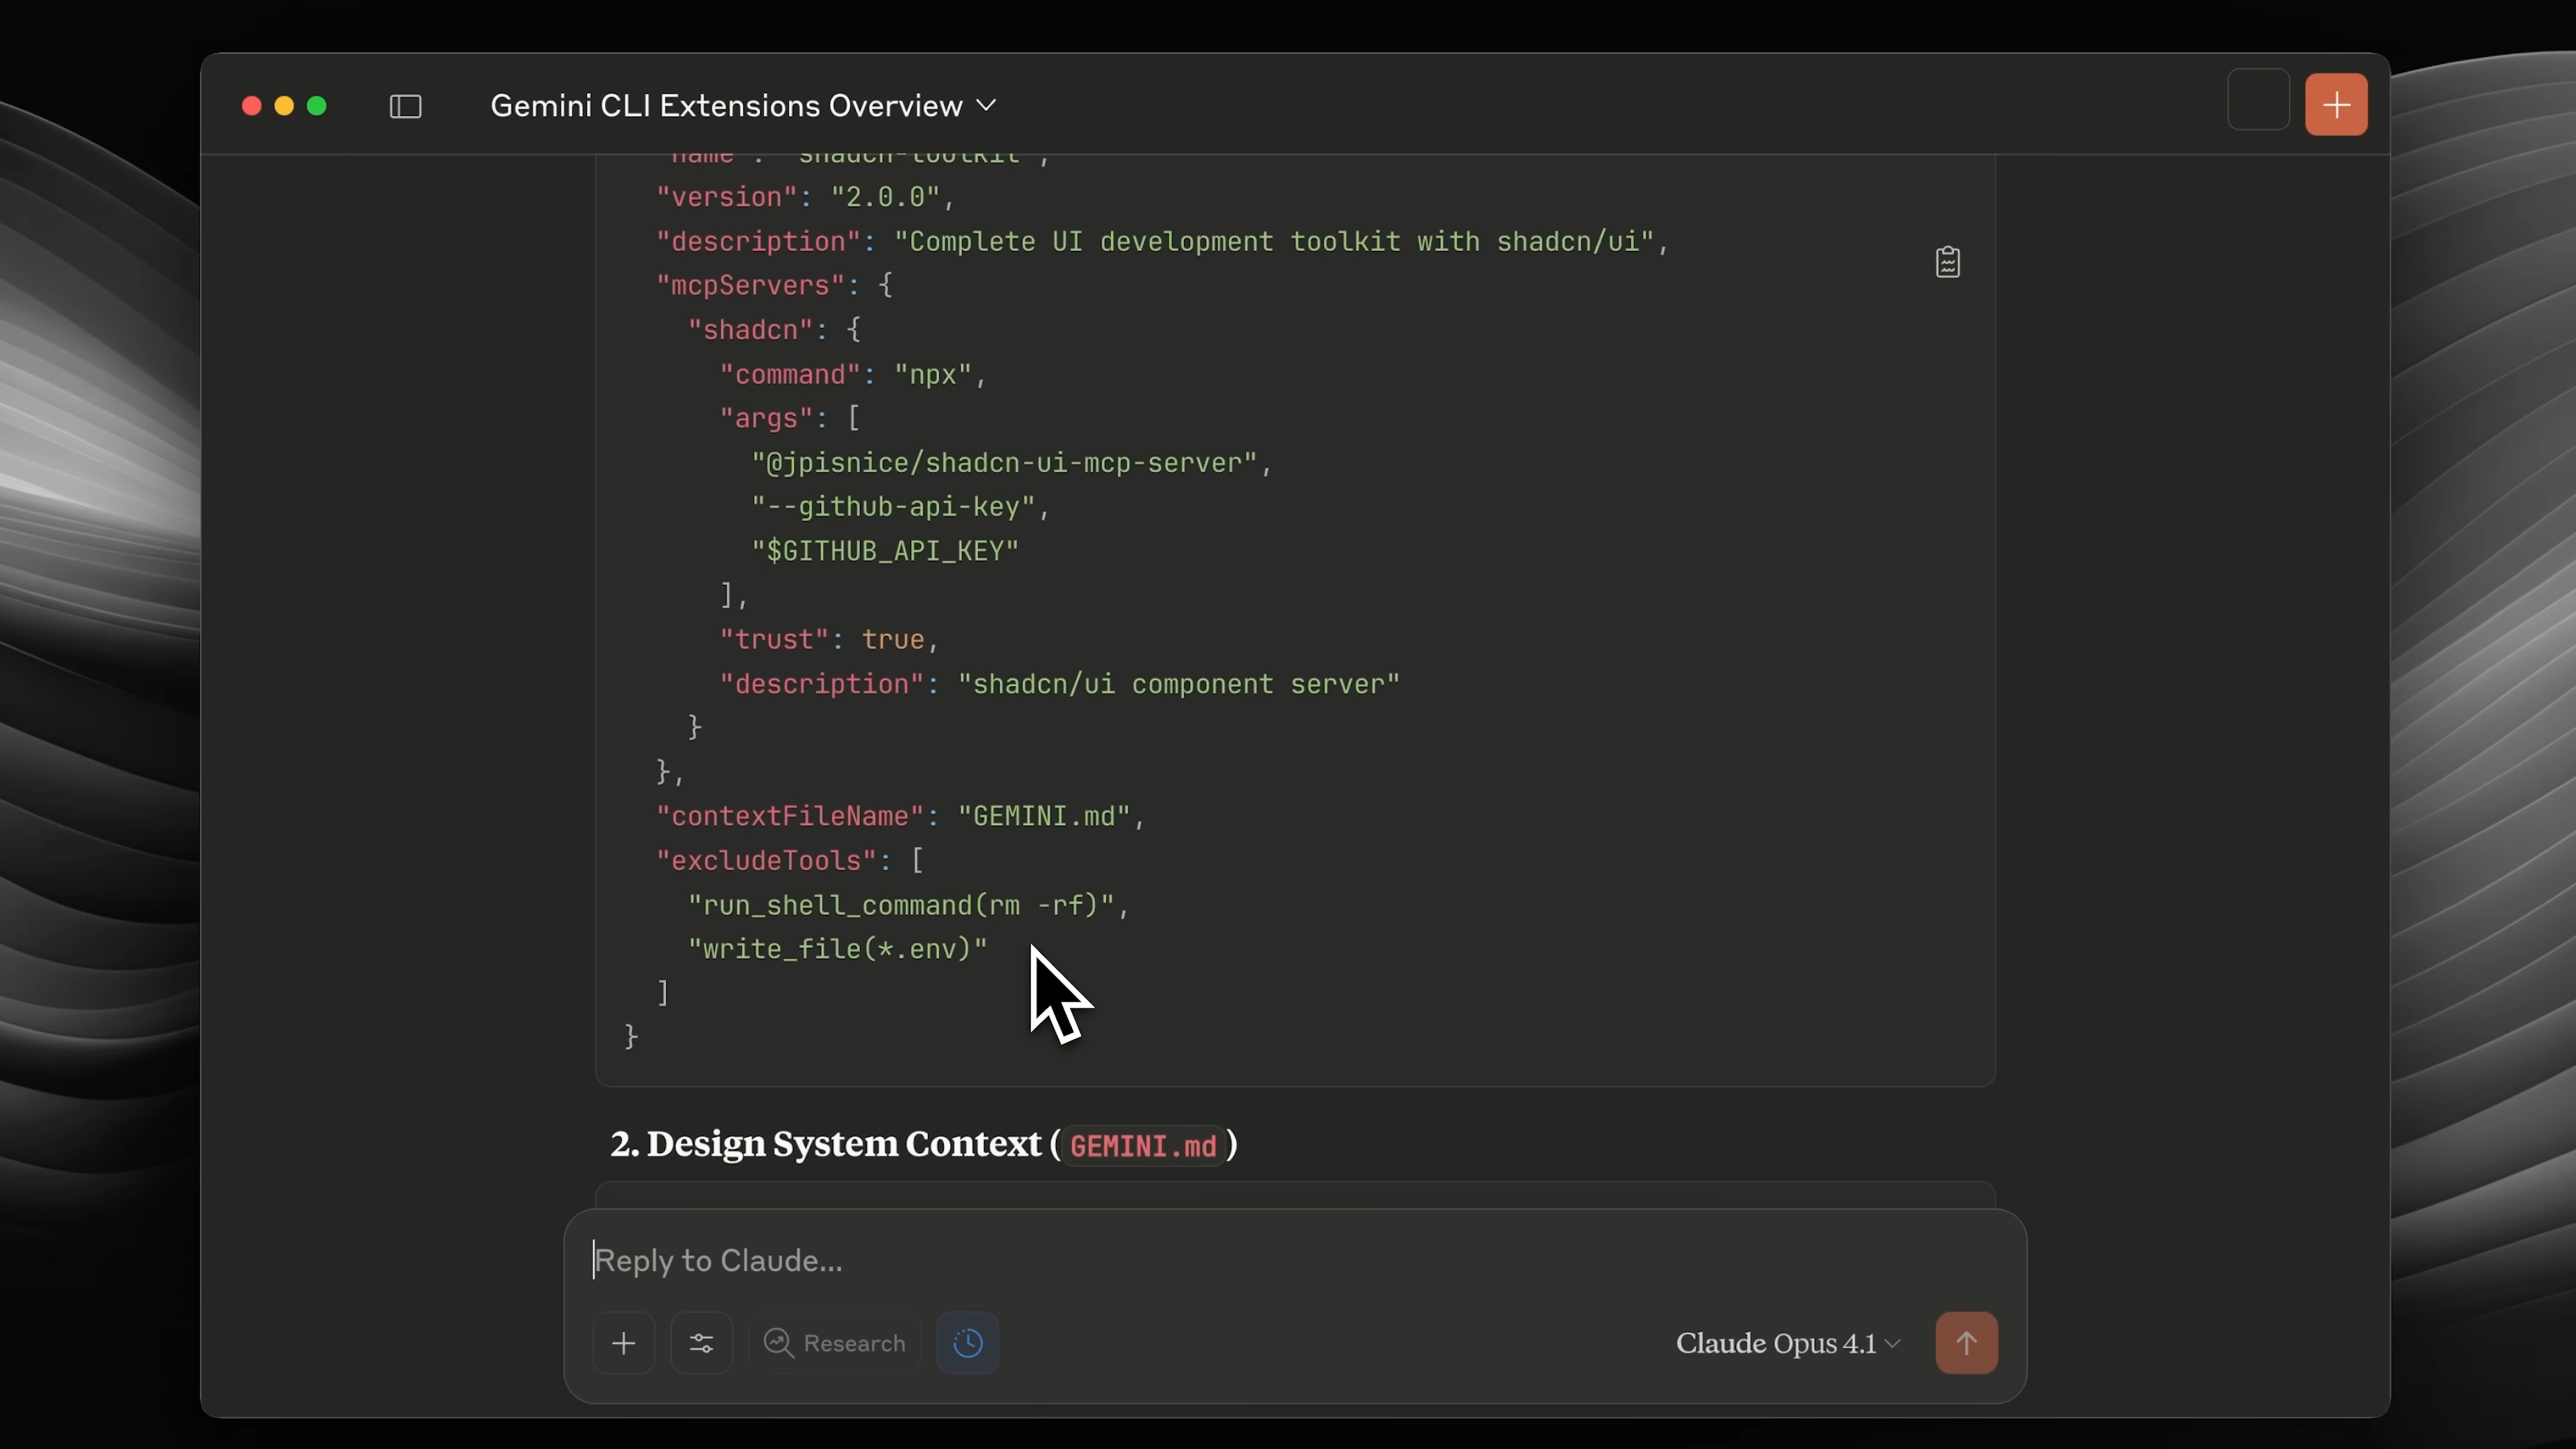 Gemini CLI Extensions Overview
"name": "shadcn-toolkit",
"version": "2.0.0",
"description": "Complete UI development toolkit with shadcn/ui",
"mcpServers": {
"shadcn": {
"command": "npx",
"args": [
"@jpisnice/shadcn-ui-mcp-server",
"--github-api-key",
"$GITHUB_API_KEY"
],
"trust": true,
"description": "shadcn/ui component server"
}
},
"contextFileName": "GEMINI.md",
"excludeTools": [
"run_shell_command(rm -rf)",
"write_file(*.env)"
]
}
2. Design System Context (GEMINI.md)
Reply to Claude...
Research
Claude Opus 4.1